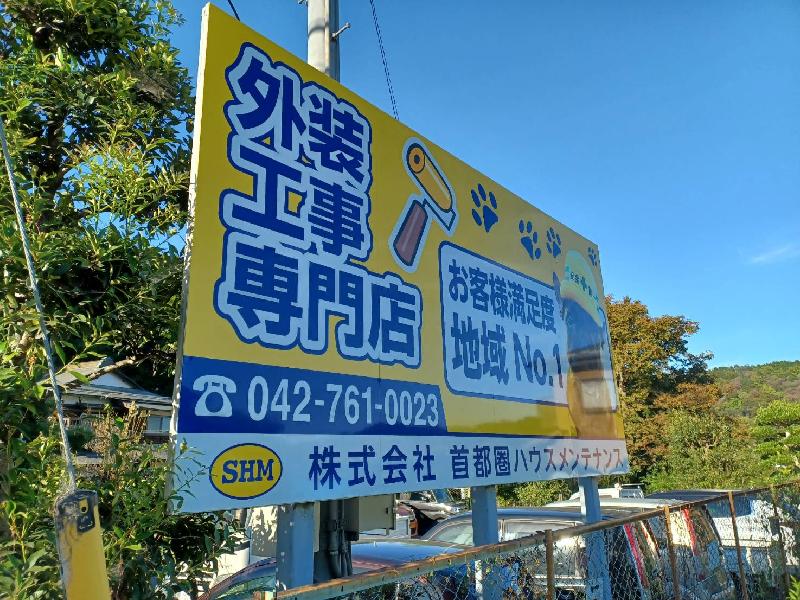 外装
工事
専門店
お客様満足度
地域 No.1
042-761-0023
SHM
株式会社 首都圏ハウスメンテナンス